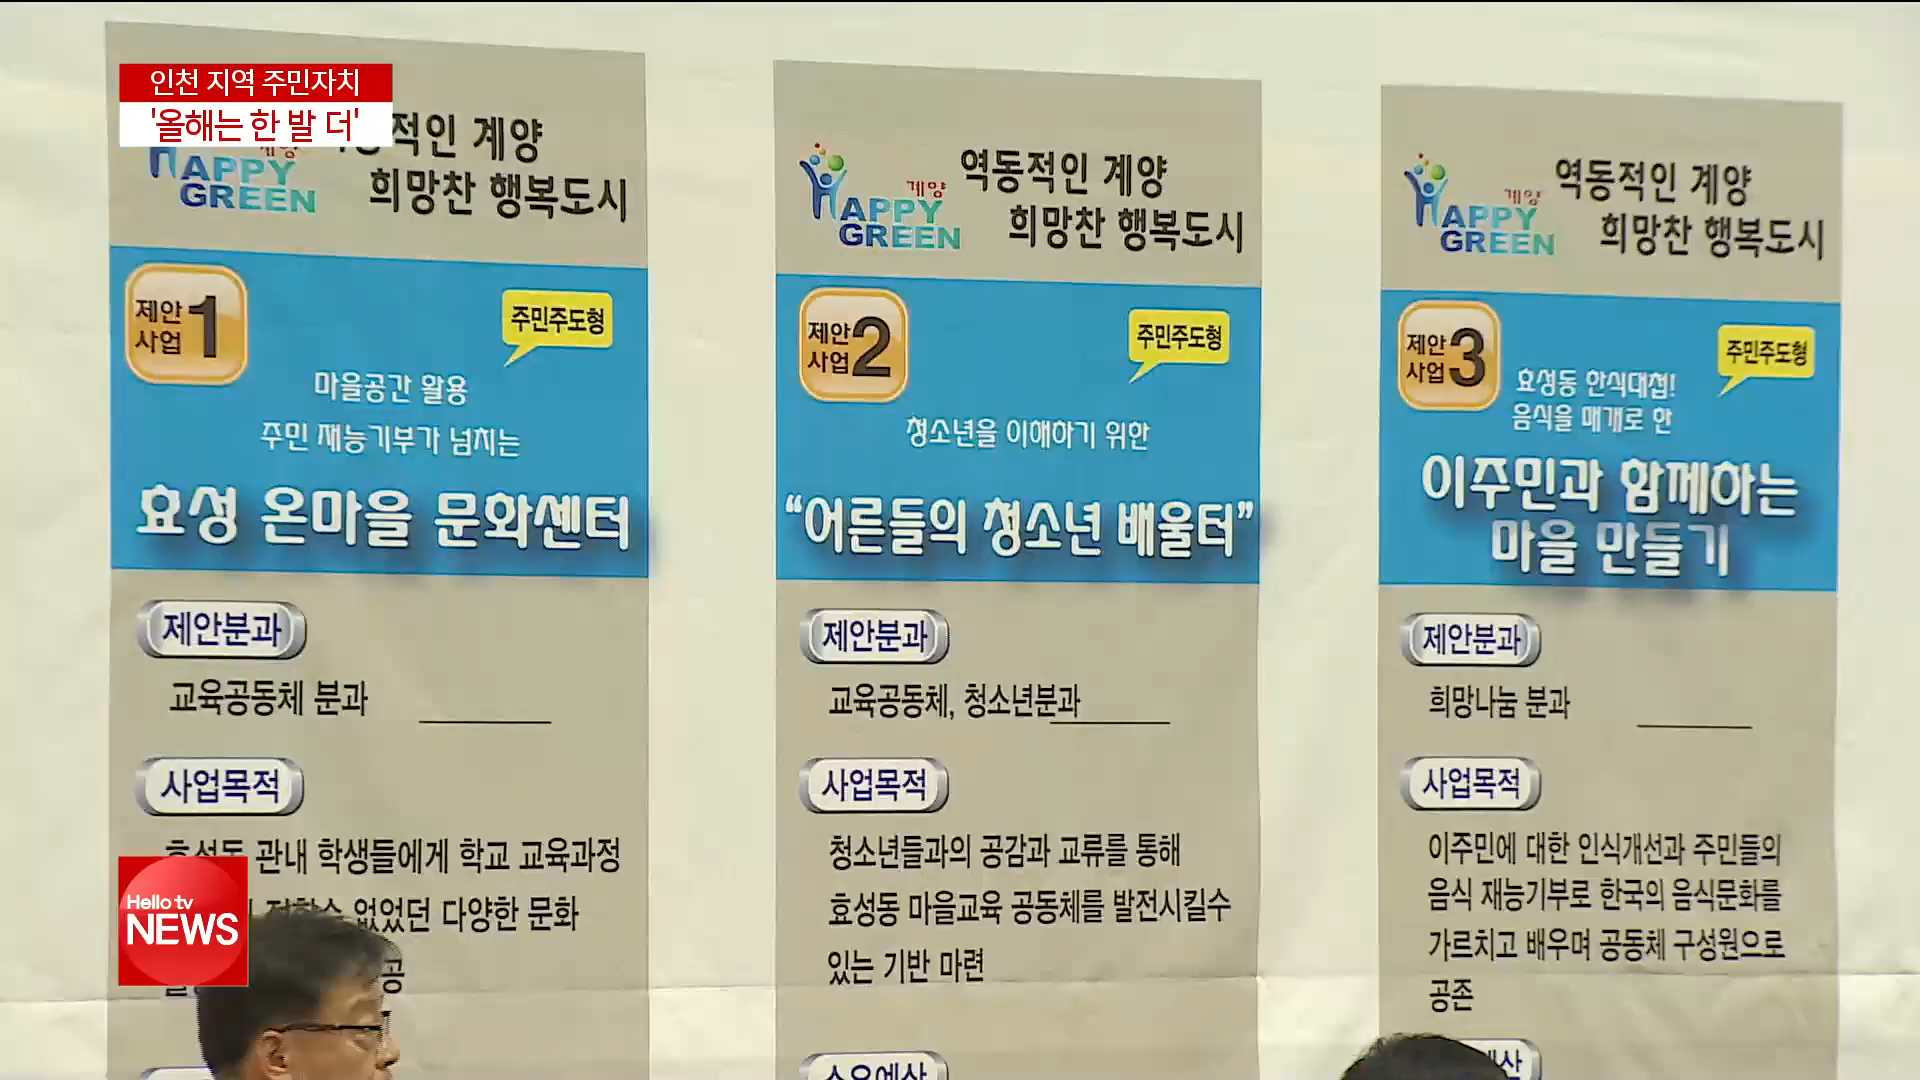 인천 지역 주민자치
'올해는 한 발 더'
계양
희망찬 행복도시
HAPPY
GREEN
제안
사업 1
주민주도형
마을공간 활용
주민 재능기부가 넘치는
효성 온마을 문화센터
제안분과
교육공동체 분과
사업목적
효성동 관내 학생들에게 학교 교육과정
없었던 다양한 문화
공
Hello tv
NEWS
계양
HAPPY
GREEN
역동적인 계양
희망찬 행복도시
제안
사업 2
주민주도형
청소년을 이해하기 위한
“어른들의 청소년 배울터”
제안분과
교육공동체, 청소년분과
사업목적
청소년들과의 공감과 교류를 통해
효성동 마을교육 공동체를 발전시킬수
있는 기반 마련
소요예산
계양
HAPPY
GREEN
역동적인 계양
희망찬 행복도시
제안
사업 3
주민주도형
효성동 한식대첩!
음식을 매개로 한
이주민과 함께하는
마을 만들기
제안분과
희망나눔 분과
사업목적
이주민에 대한 인식개선과 주민들의
음식 재능기부로 한국의 음식문화를
가르치고 배우며 공동체 구성원으로
공존